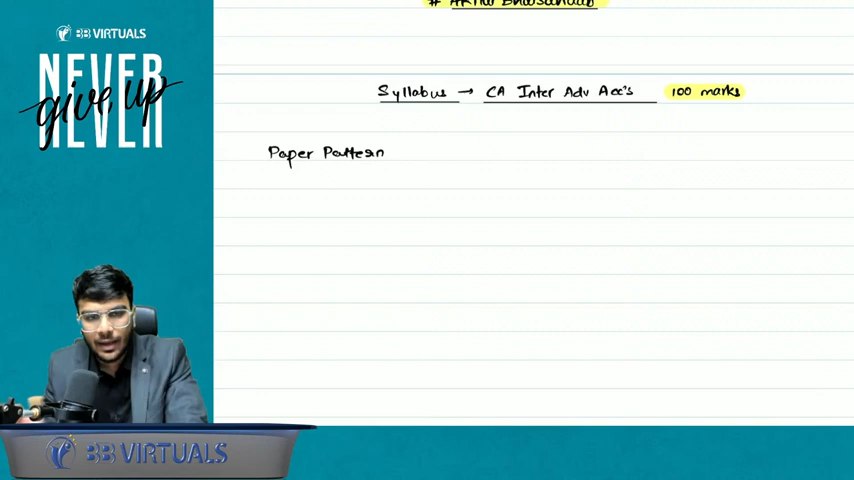 BB VIRTUALS
NEVER
give up
NEVER
#
Syllabus → CA Inter Adv Acc's 100 marks
Paper Pattern
BB VIRTUALS